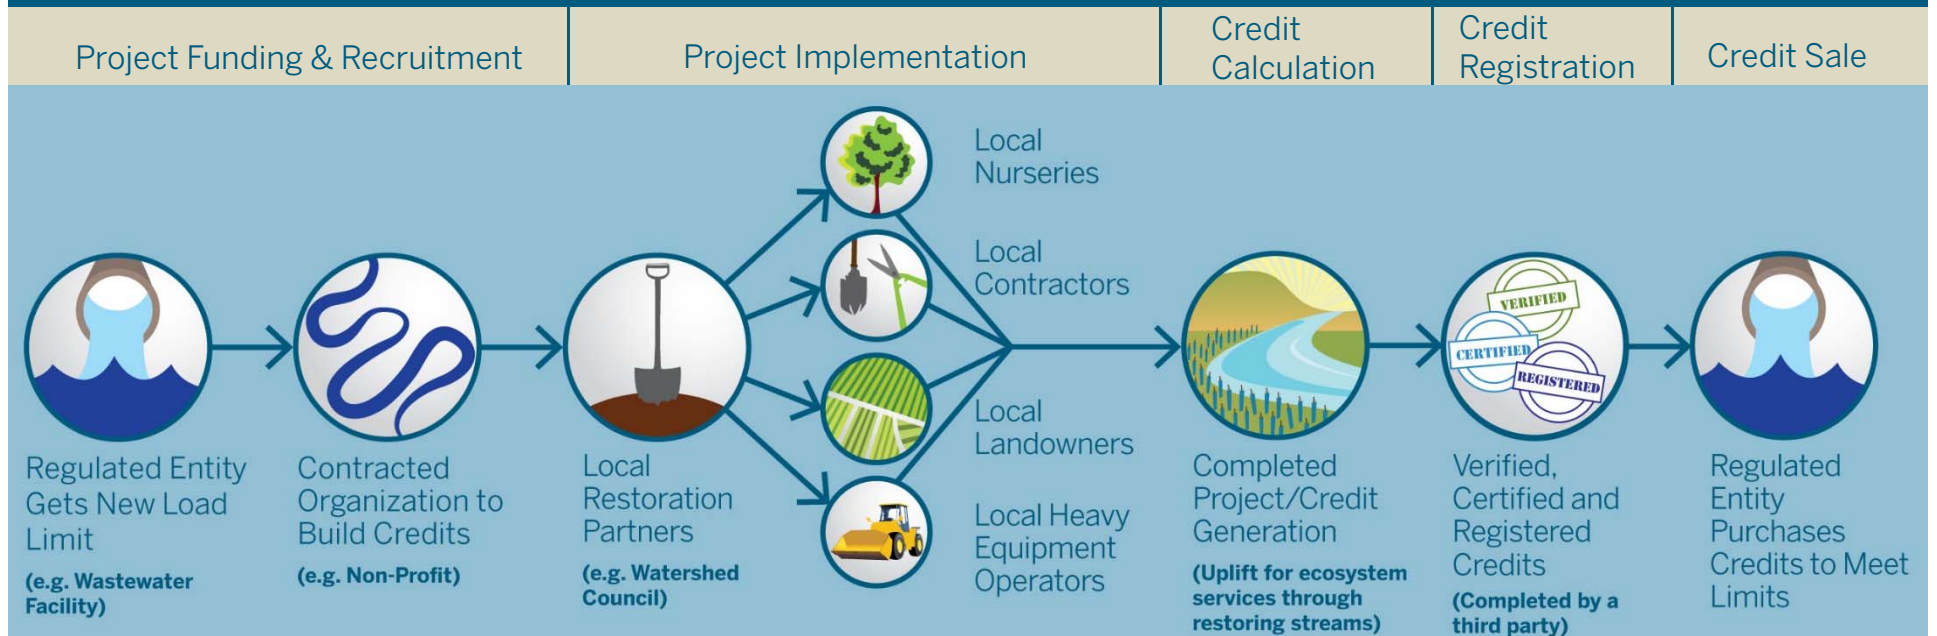 Project Funding & Recruitment
Project Implementation
Credit
Calculation
Credit
Registration
Credit Sale
Regulated Entity
Gets New Load
Limit
(e.g. Wastewater
Facility)
Contracted
Organization to
Build Credits
(e.g. Non-Profit)
Local
Restoration
Partners
(e.g. Watershed
Council)
Local
Nurseries
Local
Contractors
Local
Landowners
Local Heavy
Equipment
Operators
Completed
Project/Credit
Generation
(Uplift for ecosystem
services through
restoring streams)
VERIFIED
CERTIFIED
REGISTERED
Verified,
Certified and
Registered
Credits
(Completed by a
third party)
Regulated
Entity
Purchases
Credits to Meet
Limits